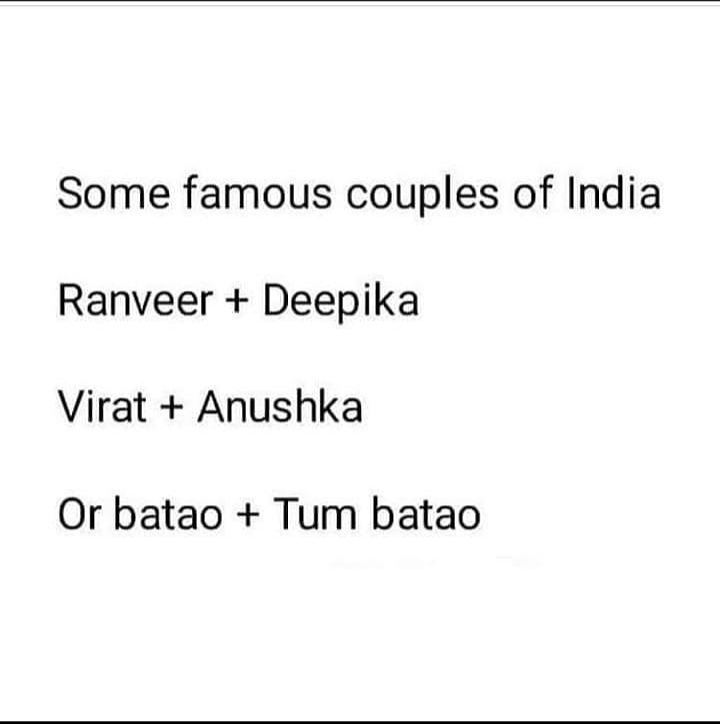 Some famous couples of India
Ranveer + Deepika
Virat + Anushka
Or batao + Tum batao